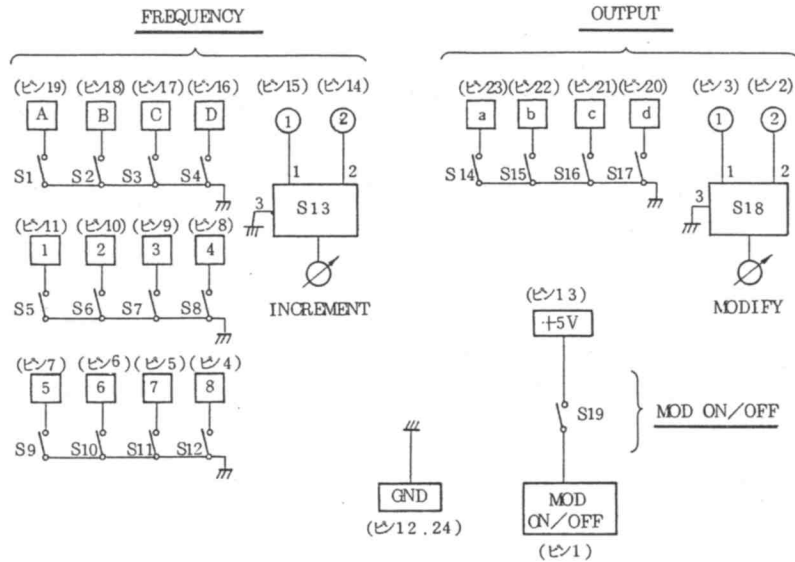 FREQUENCY
(ピン19) (ピン18) (ピン17) (ピン16) (ピン15) (ピン14)
A B C D 1 2
S1 S2 S3 S4
1 2
3 S13
INCREMENT
(ピン11) (ピン10) (ピン9) (ピン8)
1 2 3 4
S5 S6 S7 S8
(ピン7) (ピン6) (ピン5) (ピン4)
5 6 7 8
S9 S10 S11 S12
OUTPUT
(ピン23) (ピン22) (ピン21) (ピン20) (ピン3) (ピン2)
a b c d 1 2
S14 S15 S16 S17
1 2
3 S18
MODIFY
(ピン13)
+5V
S19
MOD ON/OFF
MOD
ON/OFF
(ピン1)
GND
(ピン12.24)